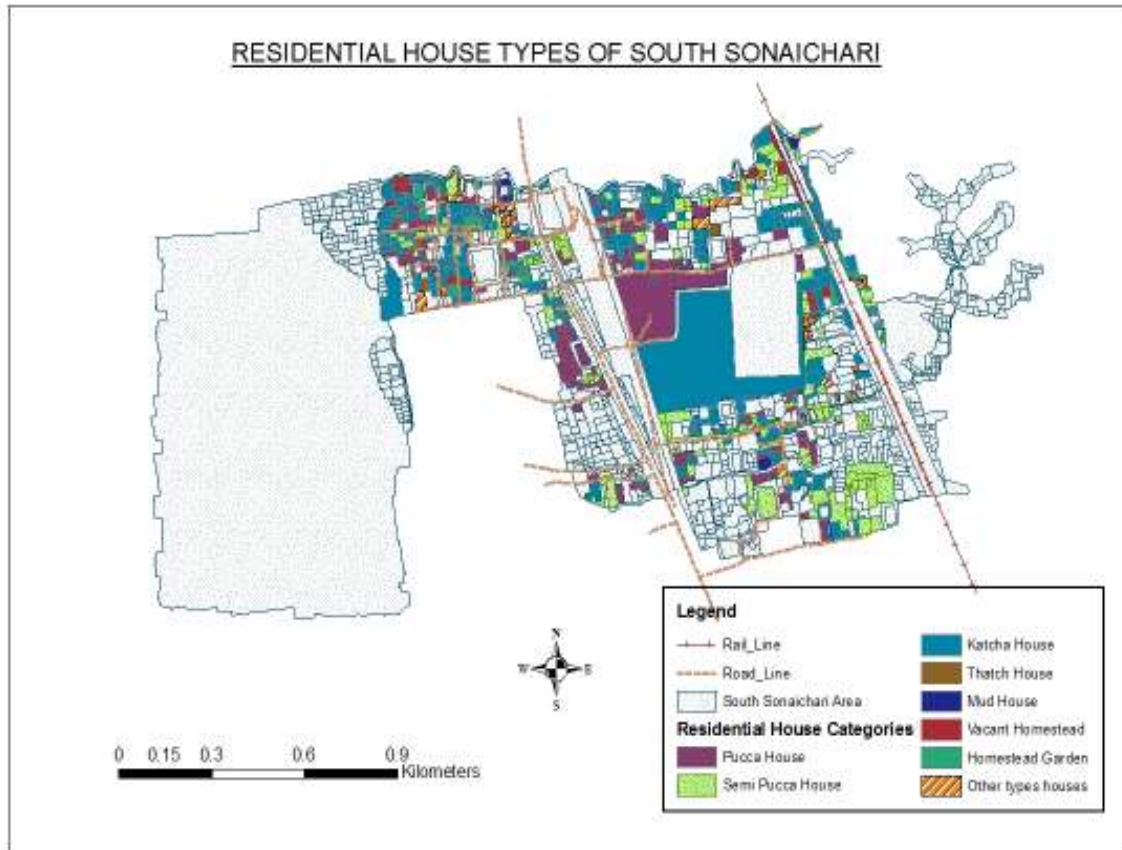 RESIDENTIAL HOUSE TYPES OF SOUTH SONAICHARI
N
W E
S
0 0.15 0.3 0.6 0.9
Kilometers
Legend
Rail_Line
Road_Line
South Sonaichari Area
Residential House Categories
Pucca House
Semi Pucca House
Katcha House
Thatch House
Mud House
Vacant Homestead
Homestead Garden
Other types houses